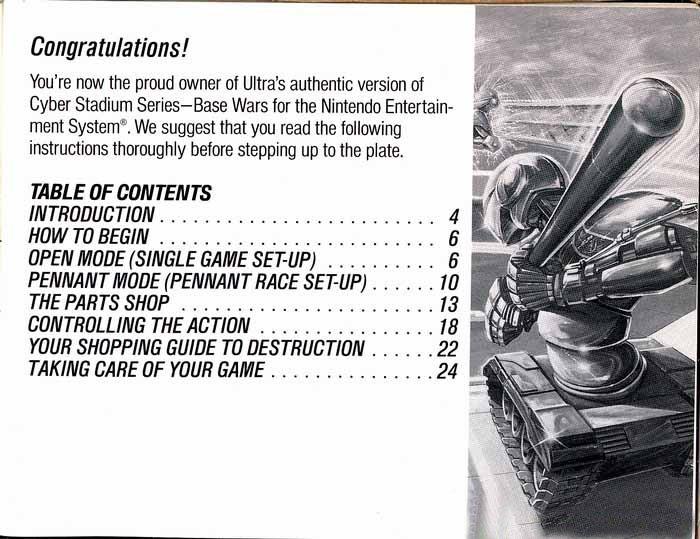 Congratulations!
You're now the proud owner of Ultra's authentic version of
Cyber Stadium Series—Base Wars for the Nintendo Entertain-
ment System®. We suggest that you read the following
instructions thoroughly before stepping up to the plate.
TABLE OF CONTENTS
INTRODUCTION . . . . . . . . . . . . . . . . . . . . . . . . . 4
HOW TO BEGIN . . . . . . . . . . . . . . . . . . . . . . . . . 6
OPEN MODE (SINGLE GAME SET-UP) . . . . . . . . . . 6
PENNANT MODE (PENNANT RACE SET-UP) . . . . . . 10
THE PARTS SHOP . . . . . . . . . . . . . . . . . . . . . . . 13
CONTROLLING THE ACTION . . . . . . . . . . . . . . . . 18
YOUR SHOPPING GUIDE TO DESTRUCTION . . . . . . 22
TAKING CARE OF YOUR GAME . . . . . . . . . . . . . . . 24